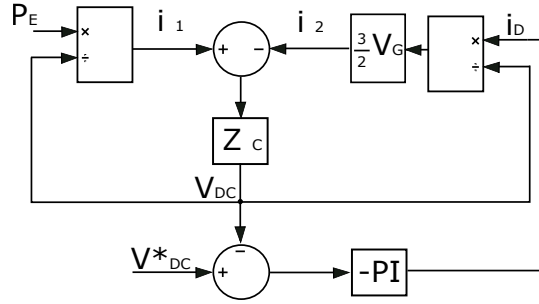 P_E × ÷ i_1 + - i_2 3/2 V_G × ÷ i_D
Z_C
V_DC
V*_DC + - -PI